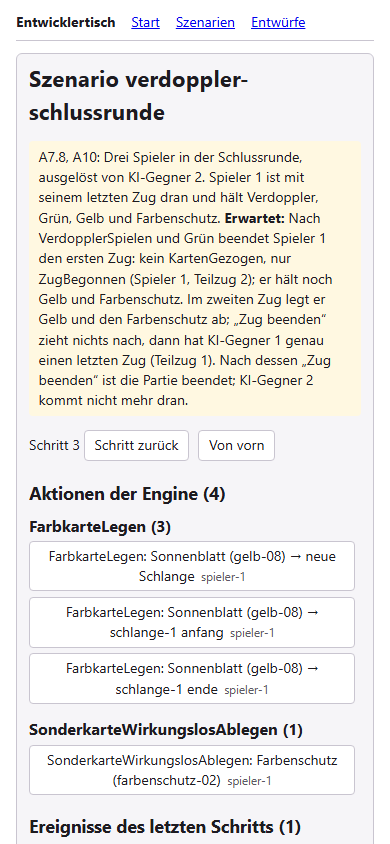 Entwicklertisch Start Szenarien Entwürfe
Szenario verdoppler-
schlussrunde
A7.8, A10: Drei Spieler in der Schlussrunde,
ausgelöst von KI-Gegner 2. Spieler 1 ist mit
seinem letzten Zug dran und hält Verdoppler,
Grün, Gelb und Farbenschutz. Erwartet: Nach
VerdopplerSpielen und Grün beendet Spieler 1
den ersten Zug: kein KartenGezogen, nur
ZugBegonnen (Spieler 1, Teilzug 2); er hält noch
Gelb und Farbenschutz. Im zweiten Zug legt er
Gelb und den Farbenschutz ab; „Zug beenden“
zieht nichts nach, dann hat KI-Gegner 1 genau
einen letzten Zug (Teilzug 1). Nach dessen „Zug
beenden“ ist die Partie beendet; KI-Gegner 2
kommt nicht mehr dran.
Schritt 3 Schritt zurück Von vorn
Aktionen der Engine (4)
FarbkarteLegen (3)
FarbkarteLegen: Sonnenblatt (gelb-08) → neue
Schlange spieler-1
FarbkarteLegen: Sonnenblatt (gelb-08) →
schlange-1 anfang spieler-1
FarbkarteLegen: Sonnenblatt (gelb-08) →
schlange-1 ende spieler-1
SonderkarteWirkungslosAblegen (1)
SonderkarteWirkungslosAblegen: Farbenschutz
(farbenschutz-02) spieler-1
Ereignisse des letzten Schritts (1)